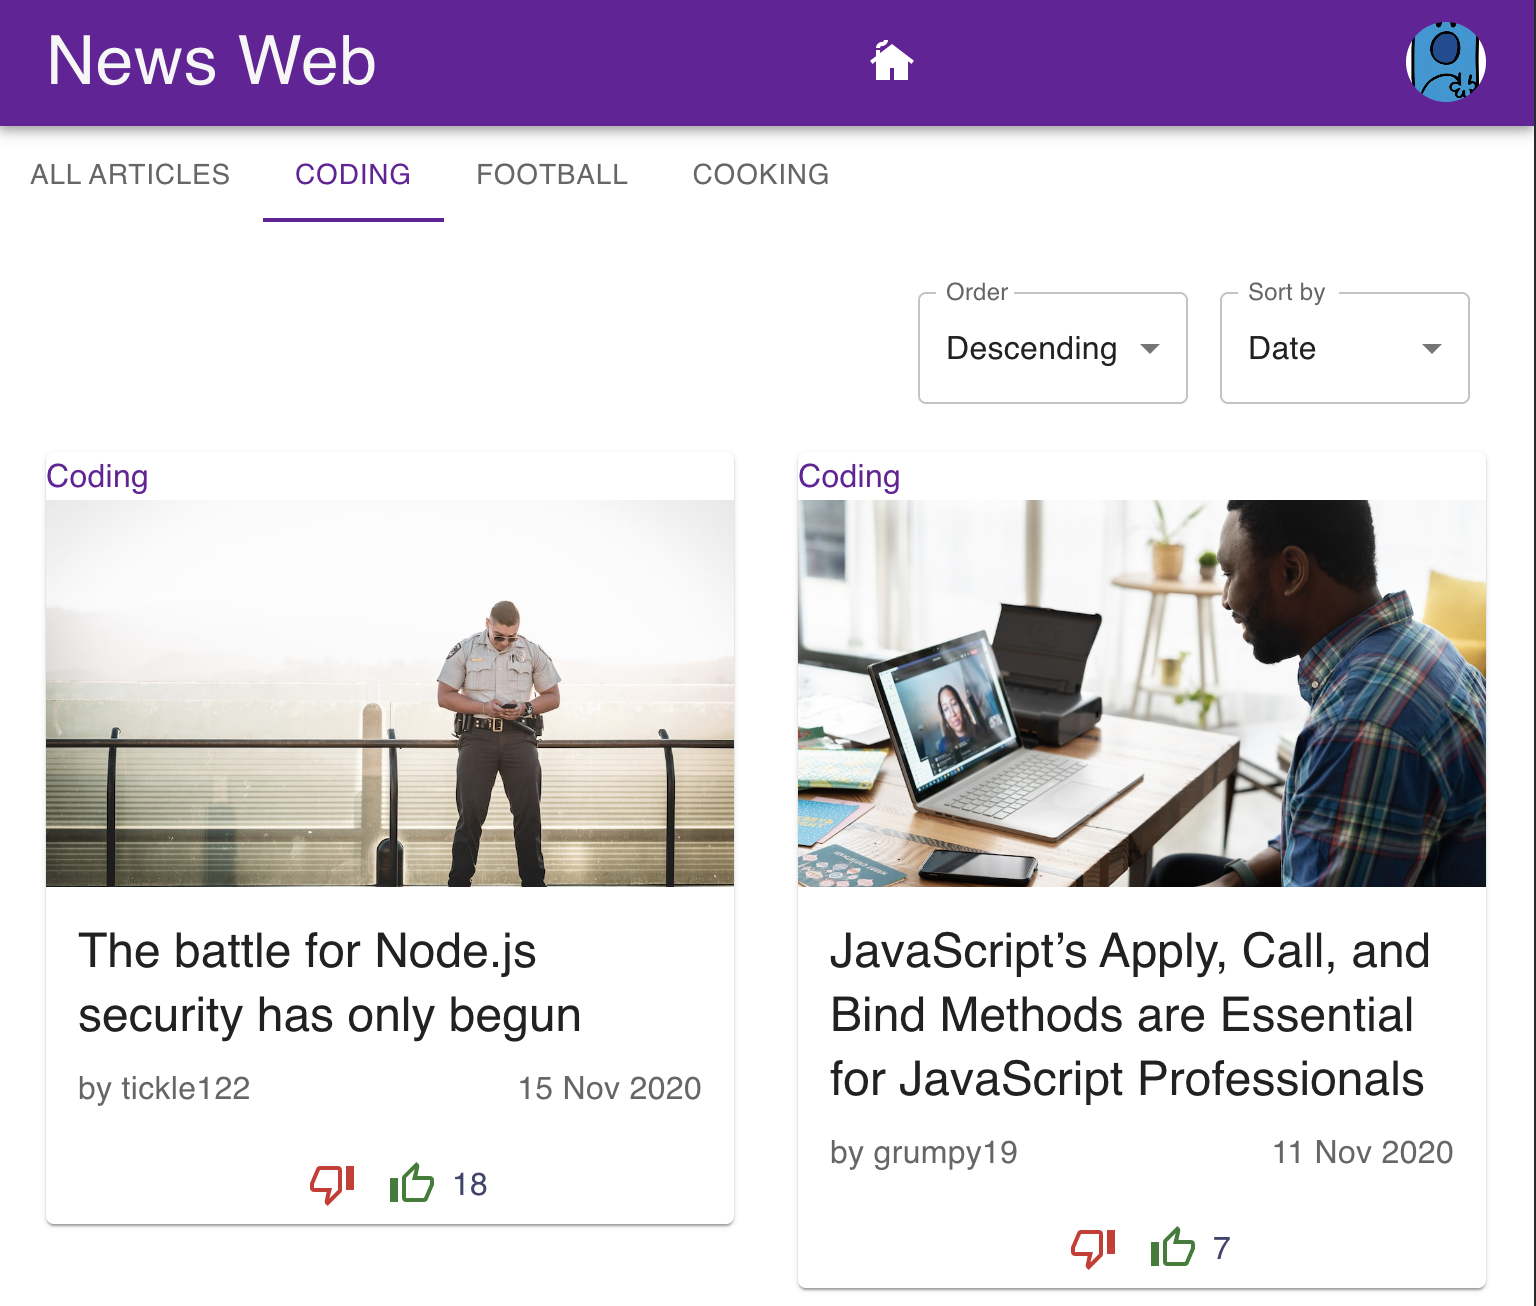 News Web
ALL ARTICLES CODING FOOTBALL COOKING
Order Sort by
Descending Date
Coding
The battle for Node.js
security has only begun
by tickle122 15 Nov 2020
18
Coding
JavaScript’s Apply, Call, and
Bind Methods are Essential
for JavaScript Professionals
by grumpy19 11 Nov 2020
7